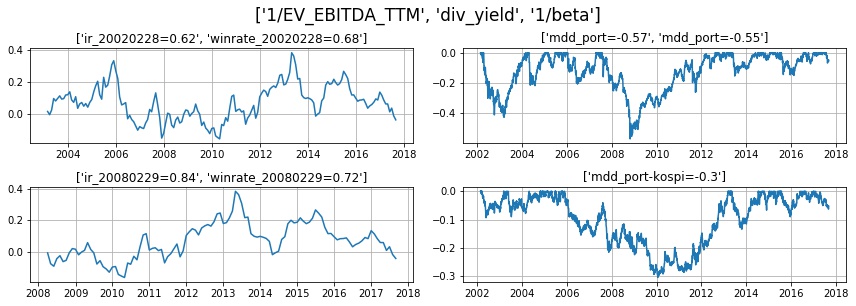 ['1/EV_EBITDA_TTM', 'div_yield', '1/beta']
['ir_20020228=0.62', 'winrate_20020228=0.68']
0.4
0.2
0.0
2004 2006 2008 2010 2012 2014 2016 2018
['mdd_port=-0.57', 'mdd_port=-0.55']
0.0
−0.2
−0.4
2002 2004 2006 2008 2010 2012 2014 2016 2018
['ir_20080229=0.84', 'winrate_20080229=0.72']
0.4
0.2
0.0
2008 2009 2010 2011 2012 2013 2014 2015 2016 2017 2018
['mdd_port-kospi=-0.3']
0.0
−0.1
−0.2
−0.3
2002 2004 2006 2008 2010 2012 2014 2016 2018